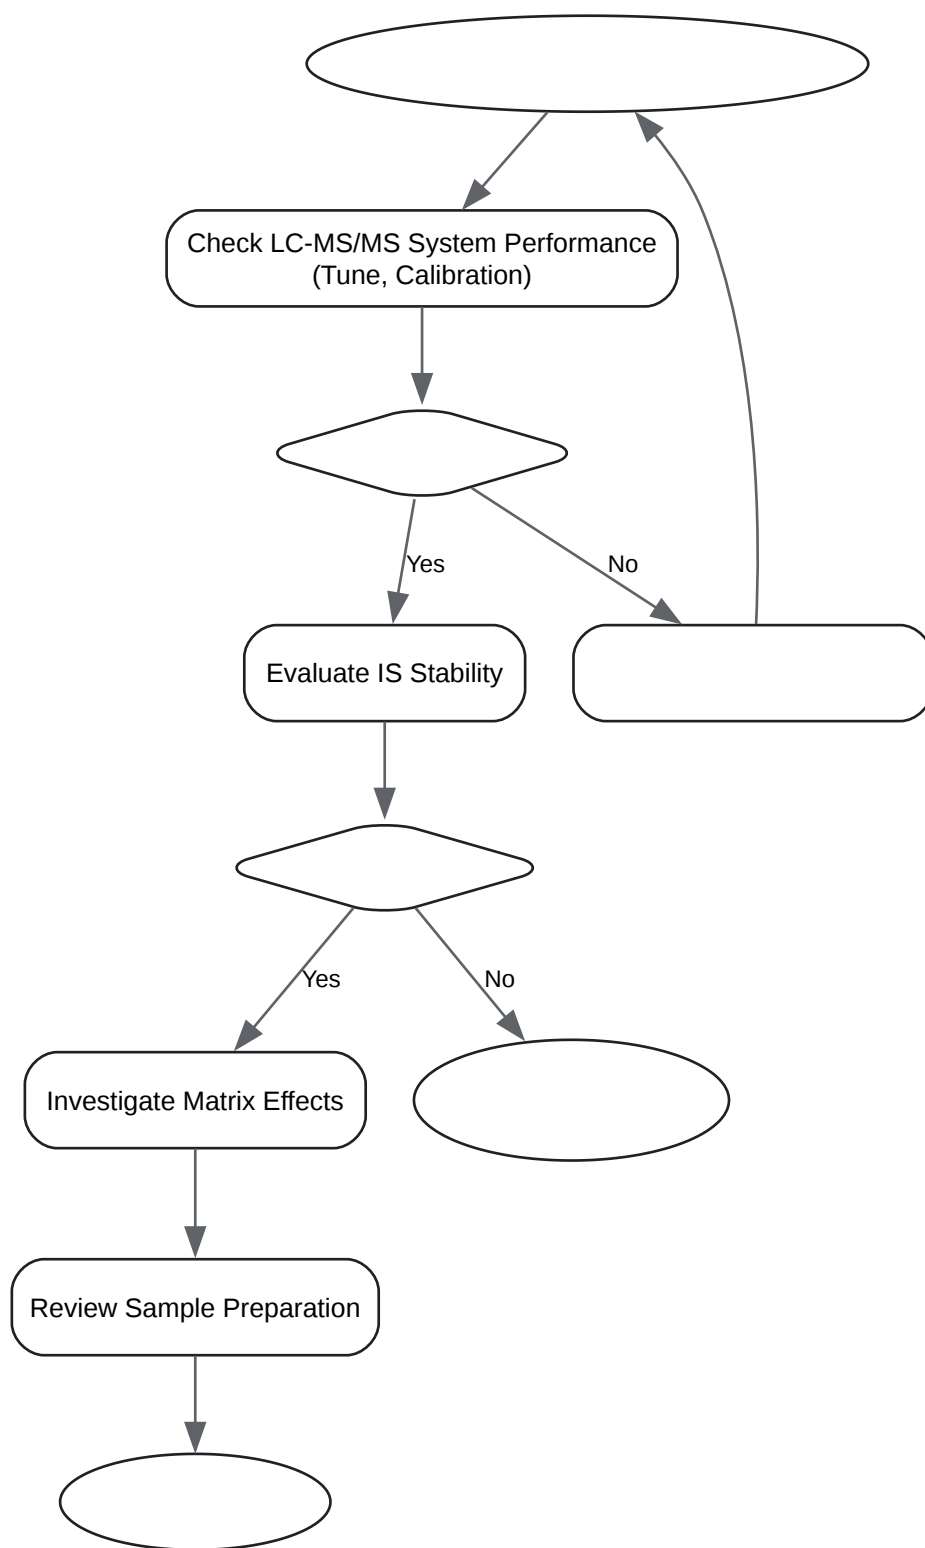 Check LC-MS/MS System Performance
(Tune, Calibration)
Yes
No
Evaluate IS Stability
Yes
No
Investigate Matrix Effects
Review Sample Preparation